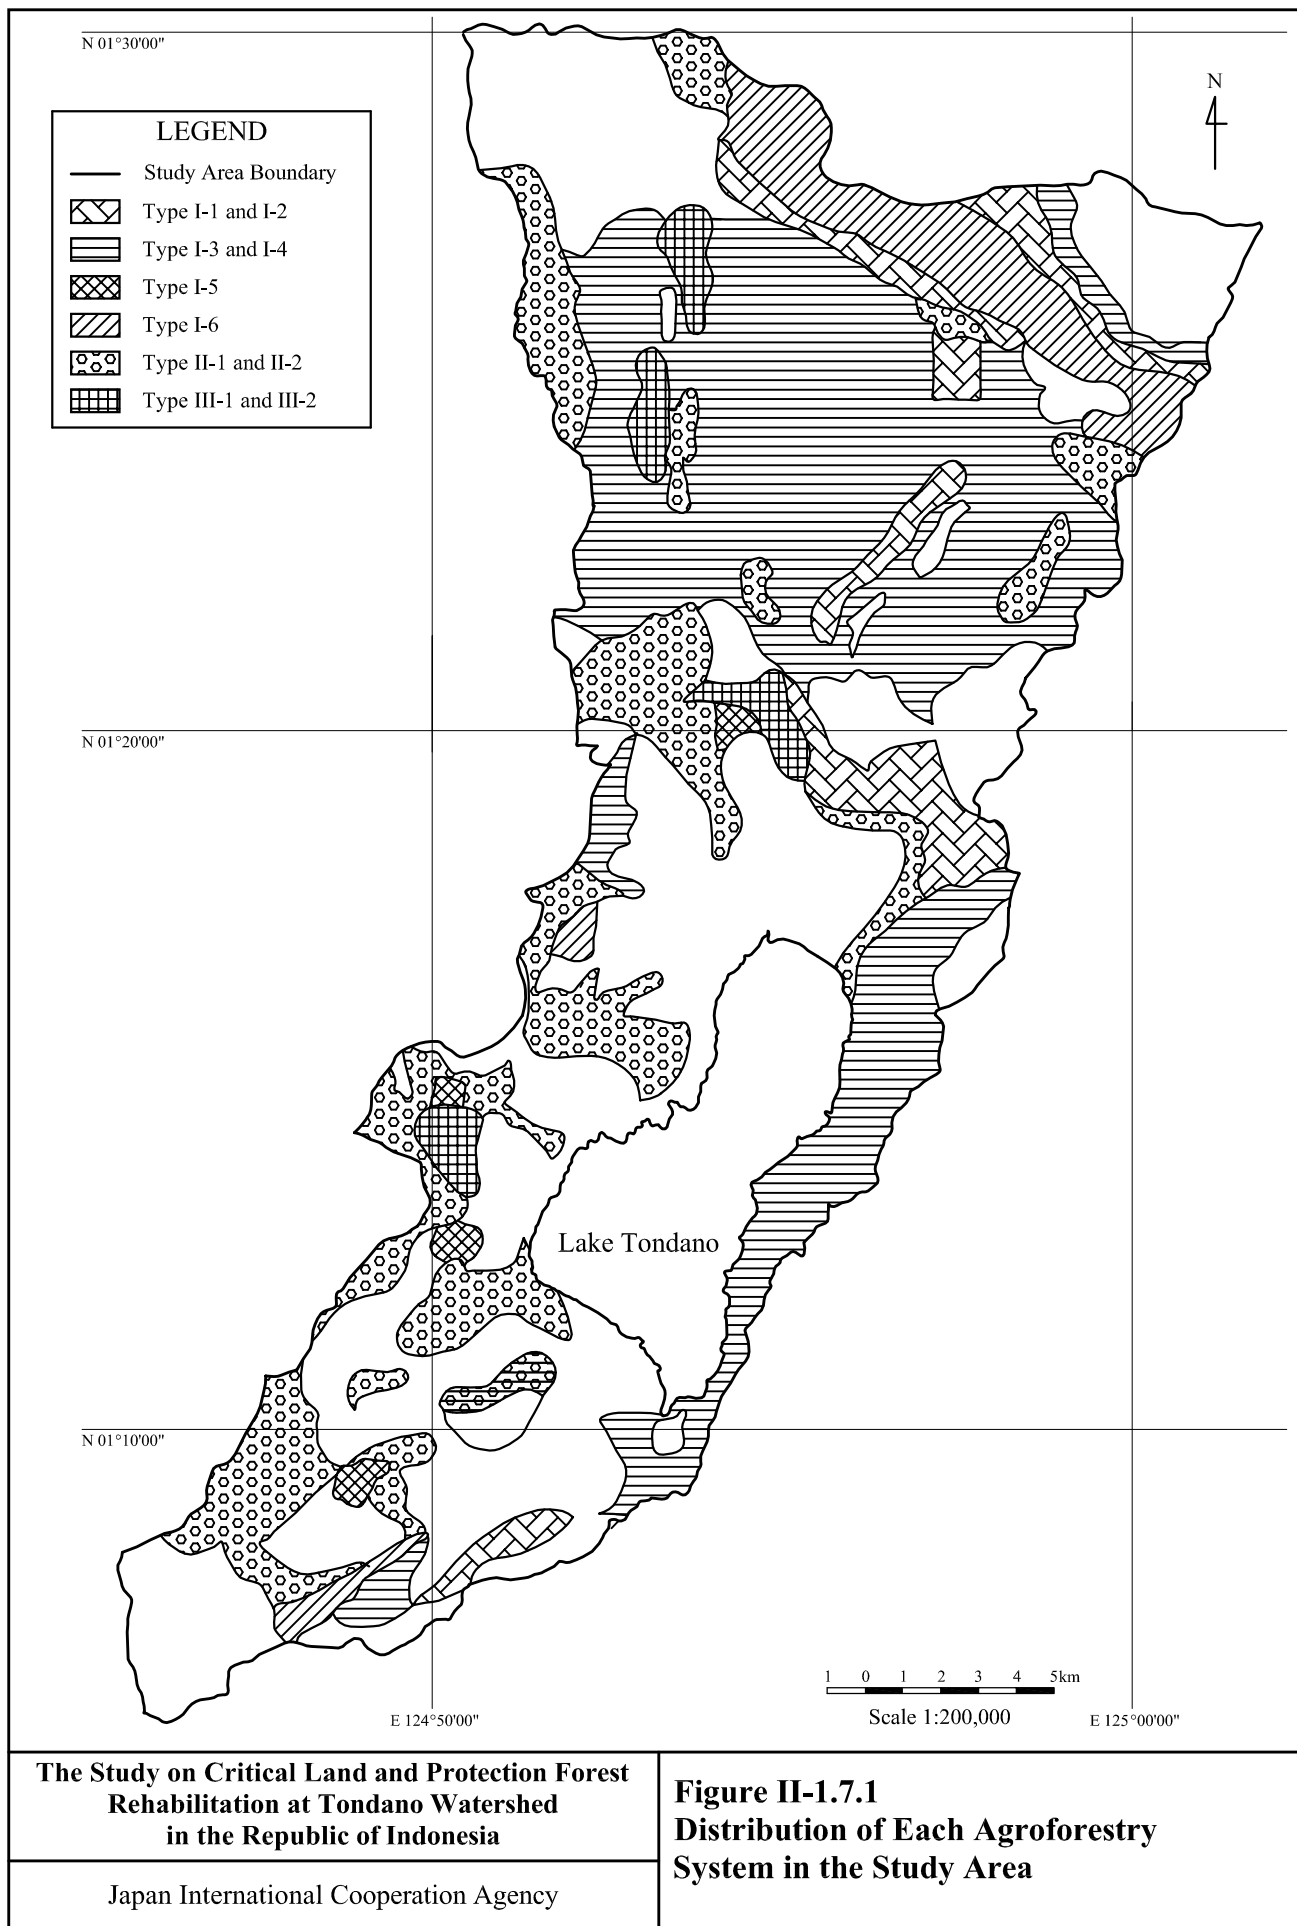 N 01°30'00"
N
LEGEND
Study Area Boundary
Type I-1 and I-2
Type I-3 and I-4
Type I-5
Type I-6
Type II-1 and II-2
Type III-1 and III-2
N 01°20'00"
Lake Tondano
N 01°10'00"
1 0 1 2 3 4 5km
Scale 1:200,000
E 124°50'00"
E 125°00'00"
The Study on Critical Land and Protection Forest
Rehabilitation at Tondano Watershed
in the Republic of Indonesia
Japan International Cooperation Agency
Figure II-1.7.1
Distribution of Each Agroforestry
System in the Study Area